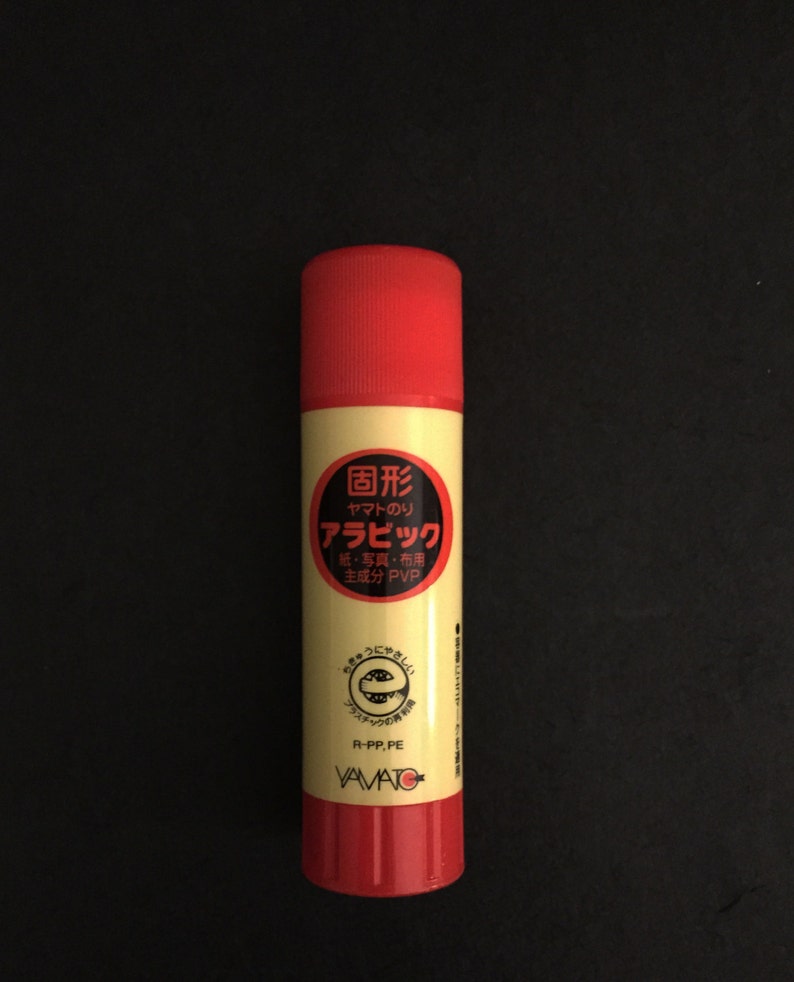 固形
ヤマトのり
アラビック
紙・写真・布用
主成分 PVP
ちきゅうにやさしい
プラスチックの再利用
R-PP, PE
YAMATO